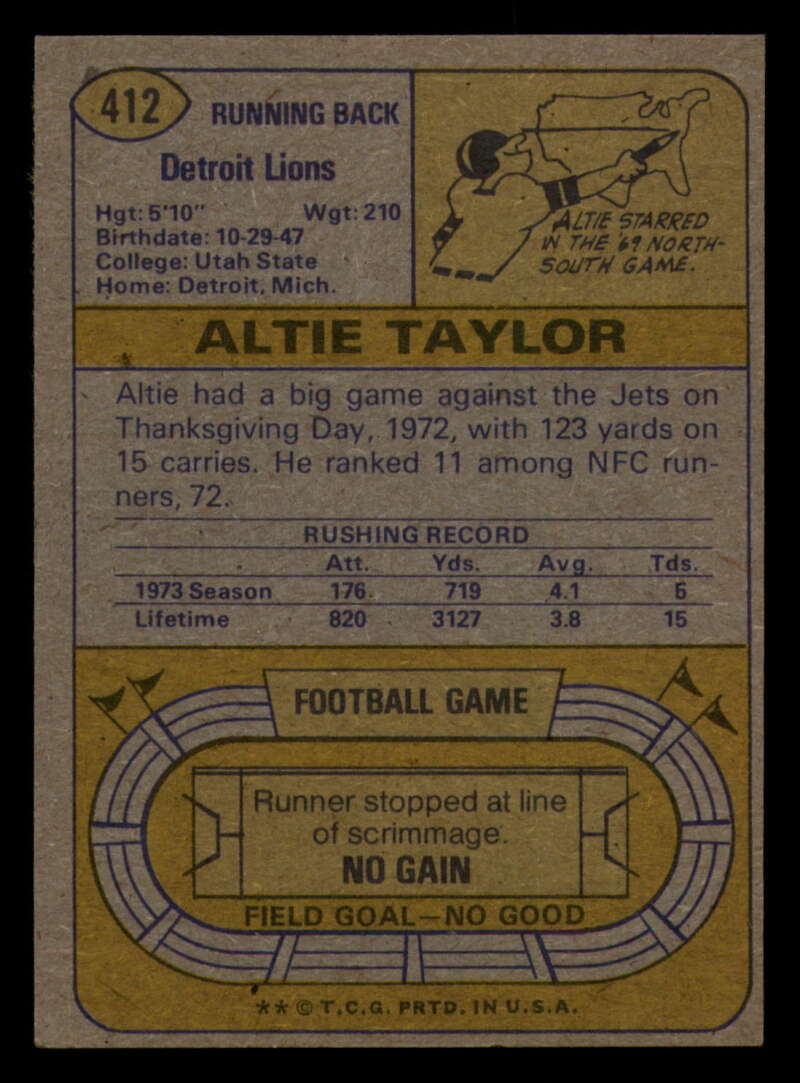 412
RUNNING BACK
Detroit Lions
Hgt: 5'10" Wgt: 210
Birthdate: 10-29-47
College: Utah State
Home: Detroit, Mich.
ALTIE STARRED
IN THE '69 NORTH-
SOUTH GAME.
ALTIE TAYLOR
Altie had a big game against the Jets on
Thanksgiving Day, 1972, with 123 yards on
15 carries. He ranked 11 among NFC run-
ners, 72.
RUSHING RECORD
Att. Yds. Avg. Tds.
1973 Season 176 719 4.1 6
Lifetime 820 3127 3.8 15
FOOTBALL GAME
Runner stopped at line
of scrimmage.
NO GAIN
FIELD GOAL—NO GOOD
** © T.C.G. PRTD. IN U.S.A.